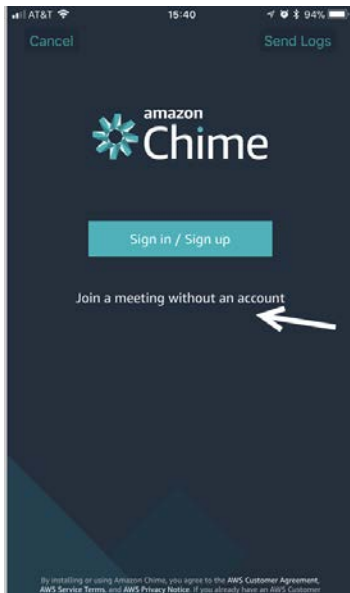 AT&T 15:40 94%
Cancel Send Logs
amazon
Chime
Sign in / Sign up
Join a meeting without an account
By installing or using Amazon Chime, you agree to the AWS Customer Agreement,
AWS Service Terms, and AWS Privacy Notice. If you already have an AWS Customer